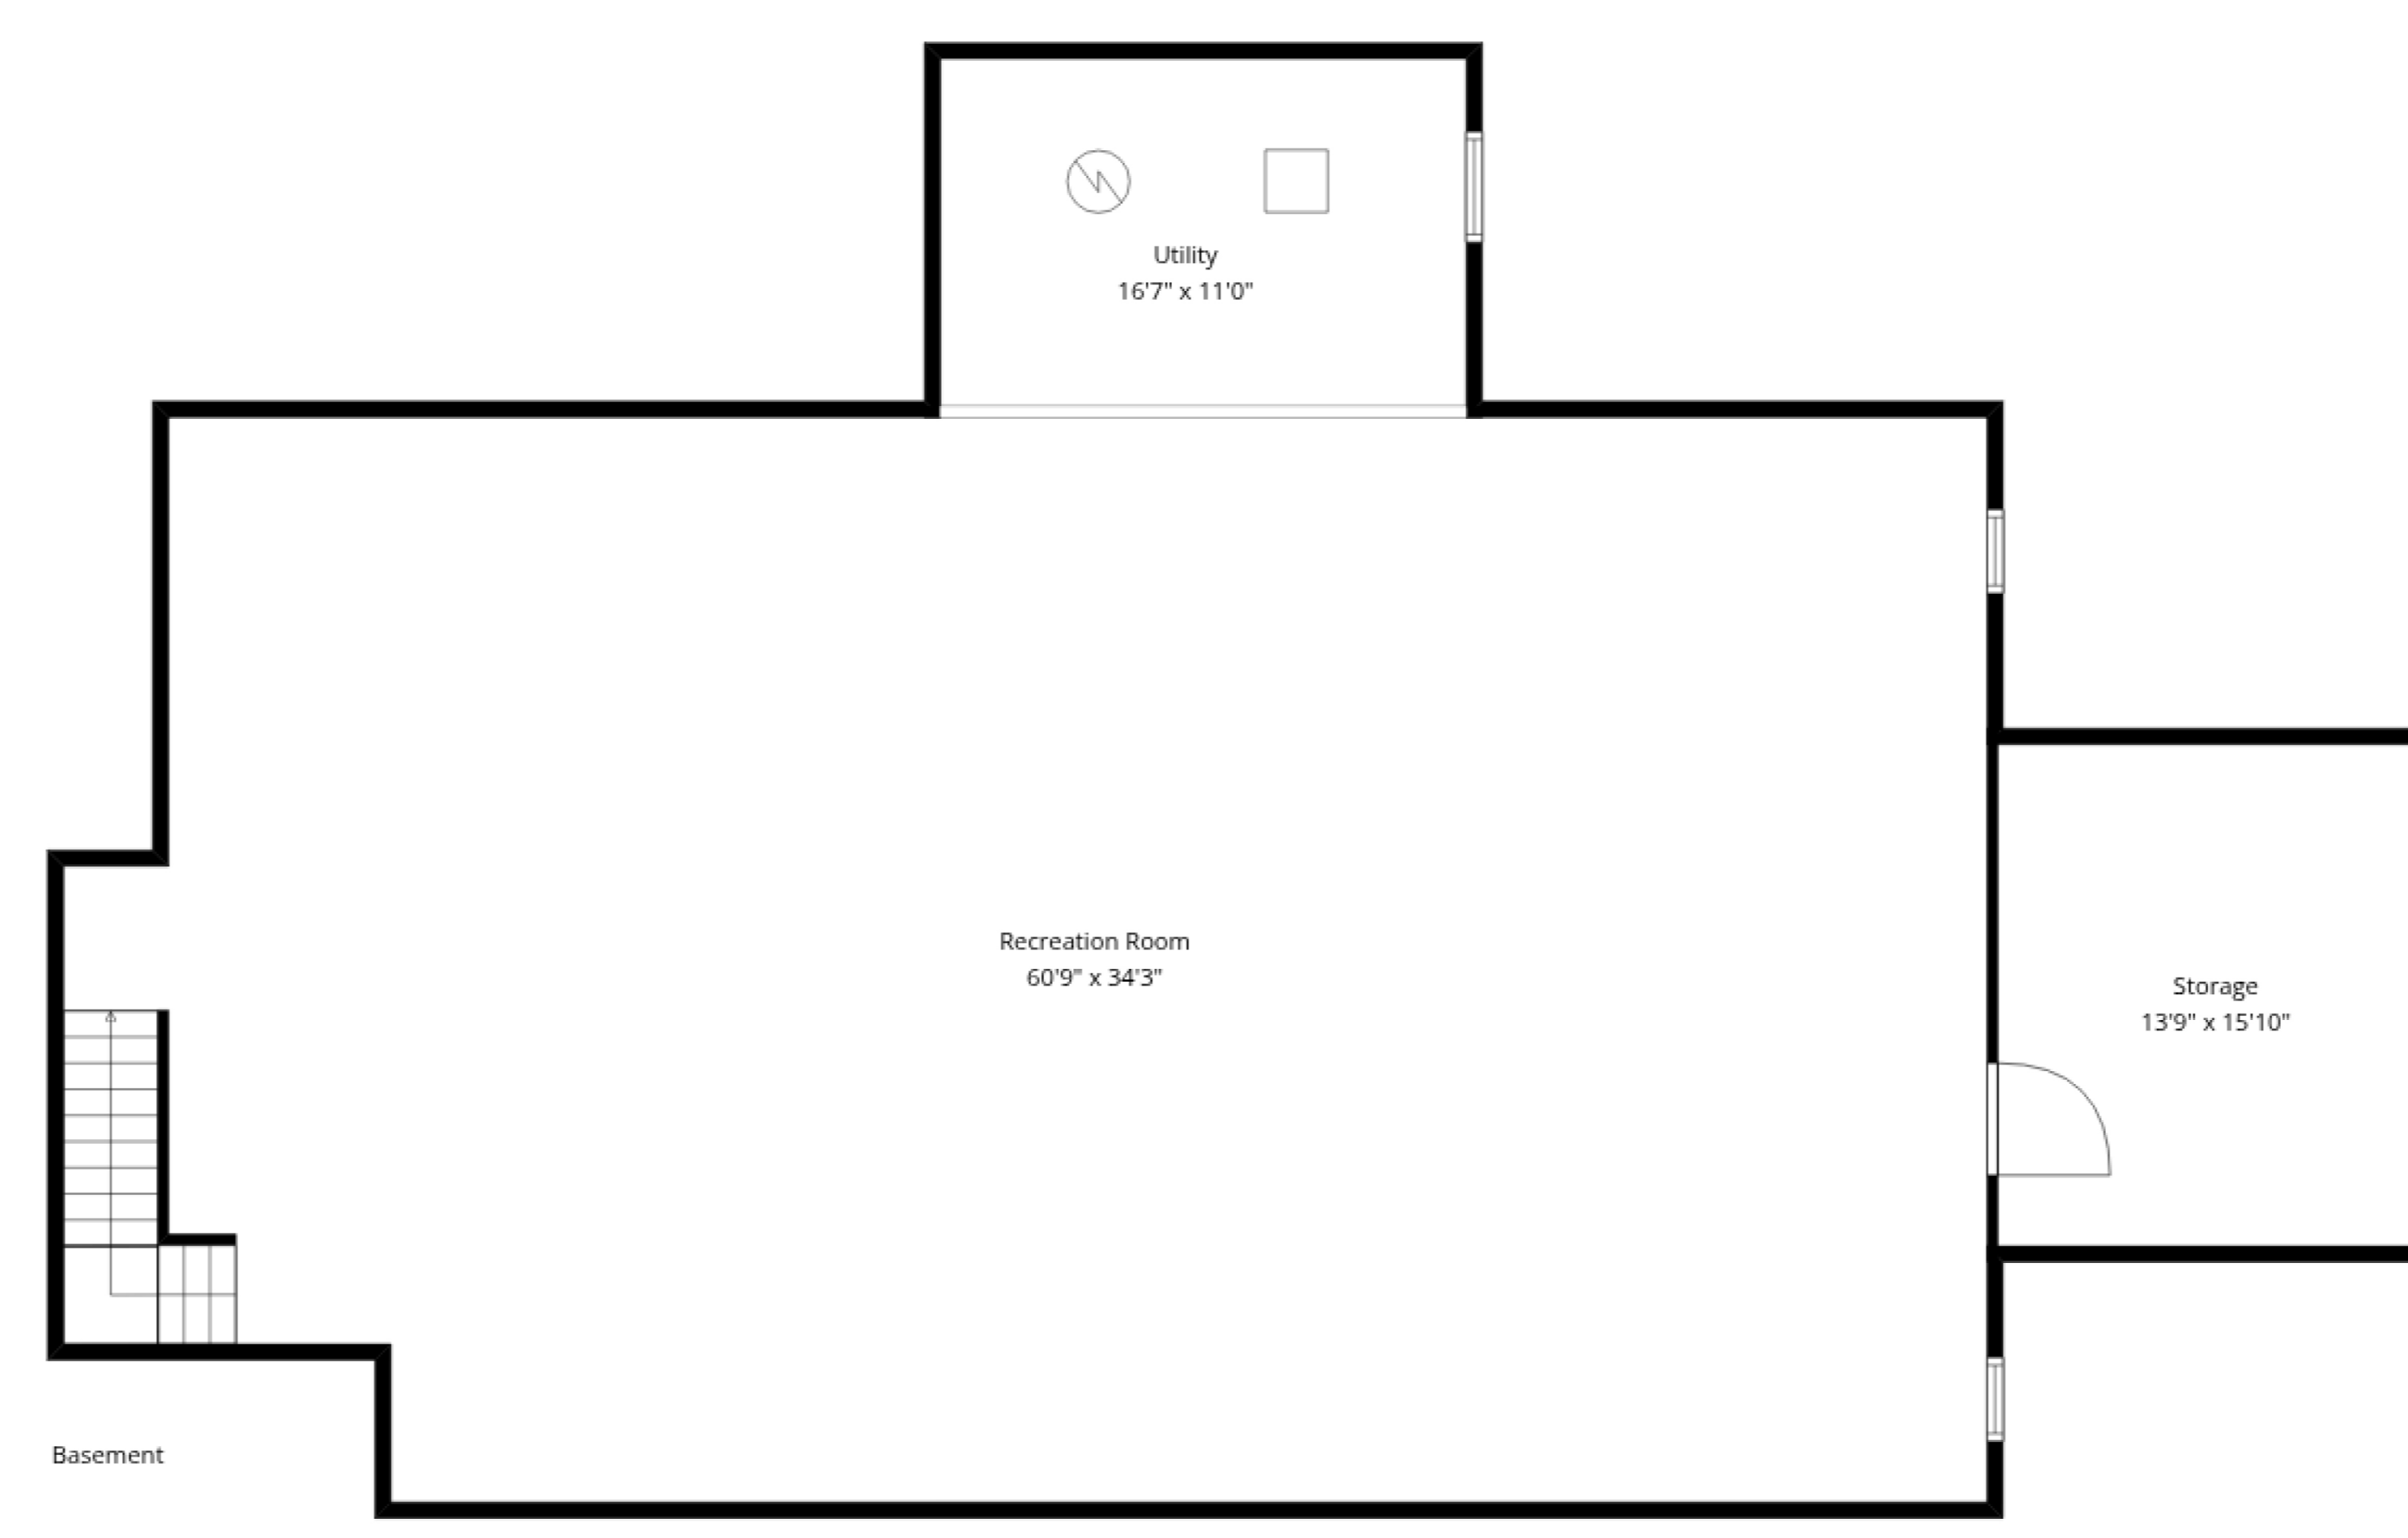 Utility
16'7" x 11'0"
Recreation Room
60'9" x 34'3"
Storage
13'9" x 15'10"
Basement